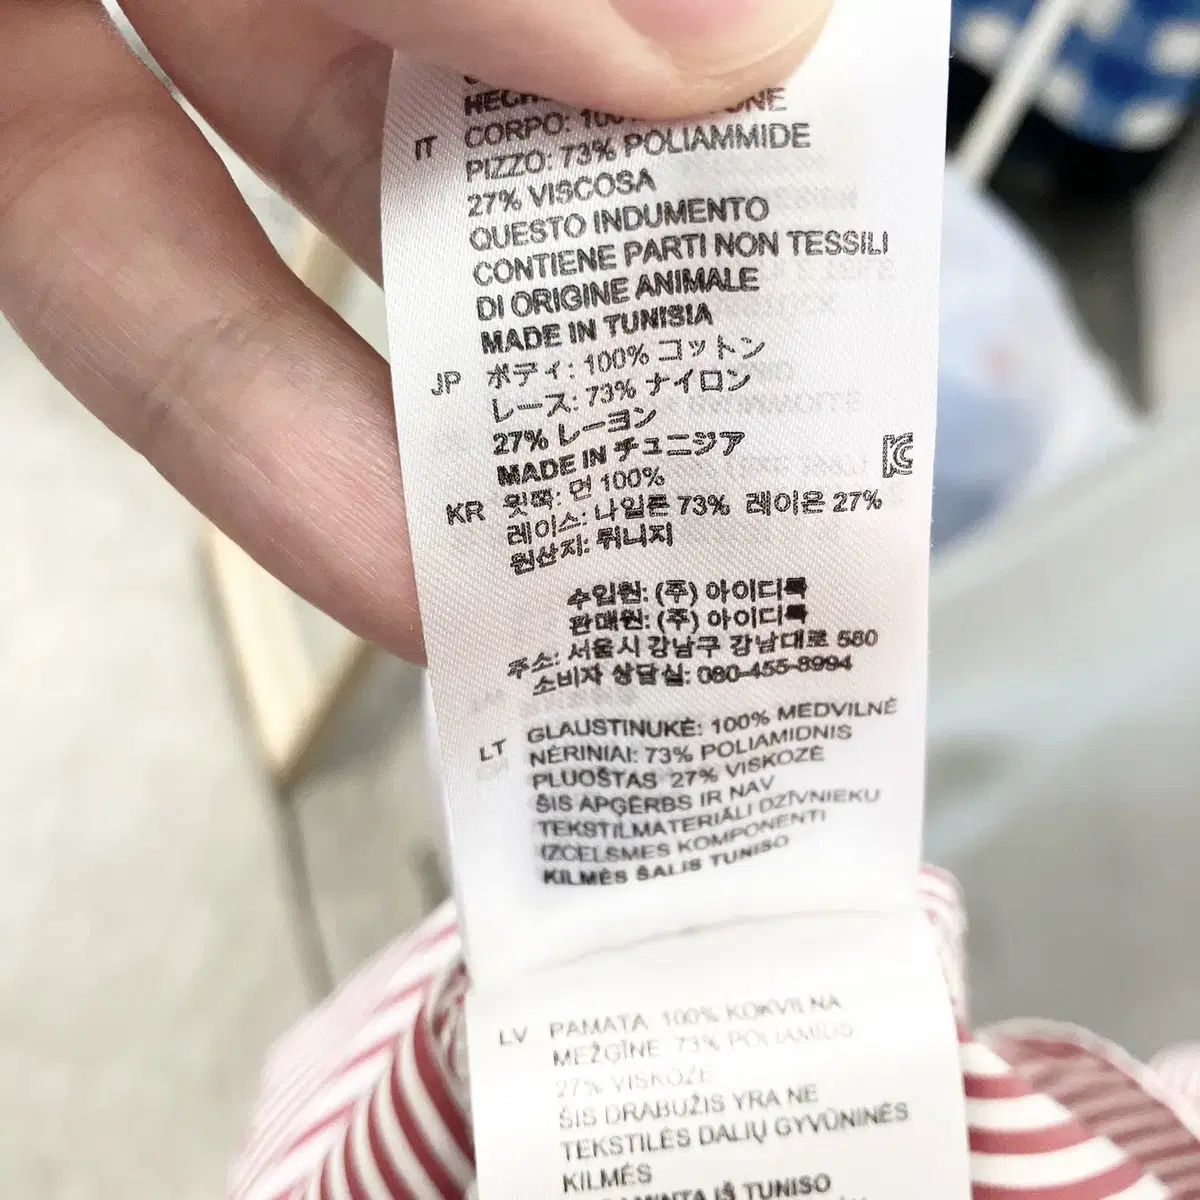 IT CORPO: 100% COTONE
PIZZO: 73% POLIAMMIDE
27% VISCOSA
QUESTO INDUMENTO
CONTIENE PARTI NON TESSILI
DI ORIGINE ANIMALE
MADE IN TUNISIA
JP ボディ: 100% コットン
レース: 73% ナイロン
27% レーヨン
MADE IN チュニジア
KR 윗쪽: 면 100%
레이스: 나일론 73% 레이온 27%
원산지: 튀니지
수입원: (주) 아이디룩
판매원: (주) 아이디룩
주소: 서울시 강남구 강남대로 580
소비자 상담실: 080-455-8994
LT GLAUSTINUKĖ: 100% MEDVILNĖ
NĖRINIAI: 73% POLIAMIDNIS
PLUOŠTAS 27% VISKOZĖ
ŠIS APĢĒRBS IR NAV
TEKSTILMATERIĀLI DZĪVNIEKU
IZCELSMES KOMPONENTI
KILMĖS ŠALIS TUNISO
LV PAMATA 100% KOKVILNA
MEŽĢĪNE 73% POLIAMIDS
27% VISKOZE
ŠIS DRABUŽIS YRA NE
TEKSTILĖS DALIŲ GYVŪNINĖS
KILMĖS
IŠ TUNISO